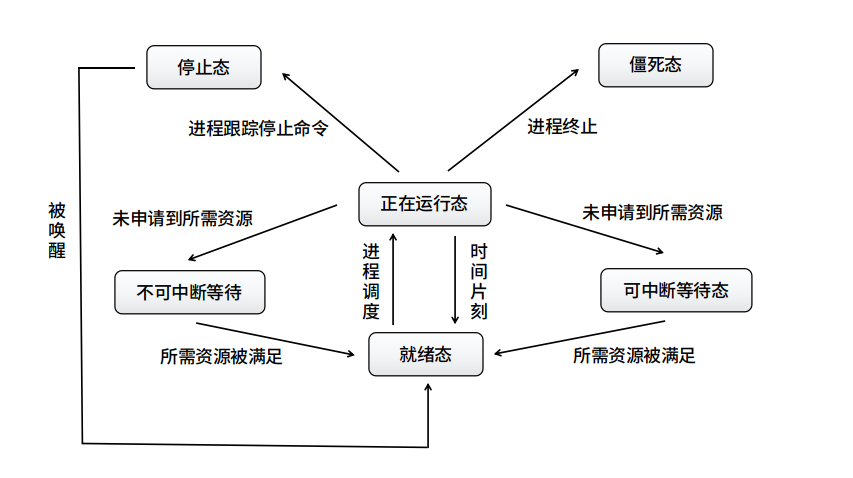 停止态
僵死态
进程跟踪停止命令
进程终止
正在运行态
被唤醒
未申请到所需资源
未申请到所需资源
进程调度
时间片刻
不可中断等待
可中断等待态
就绪态
所需资源被满足
所需资源被满足